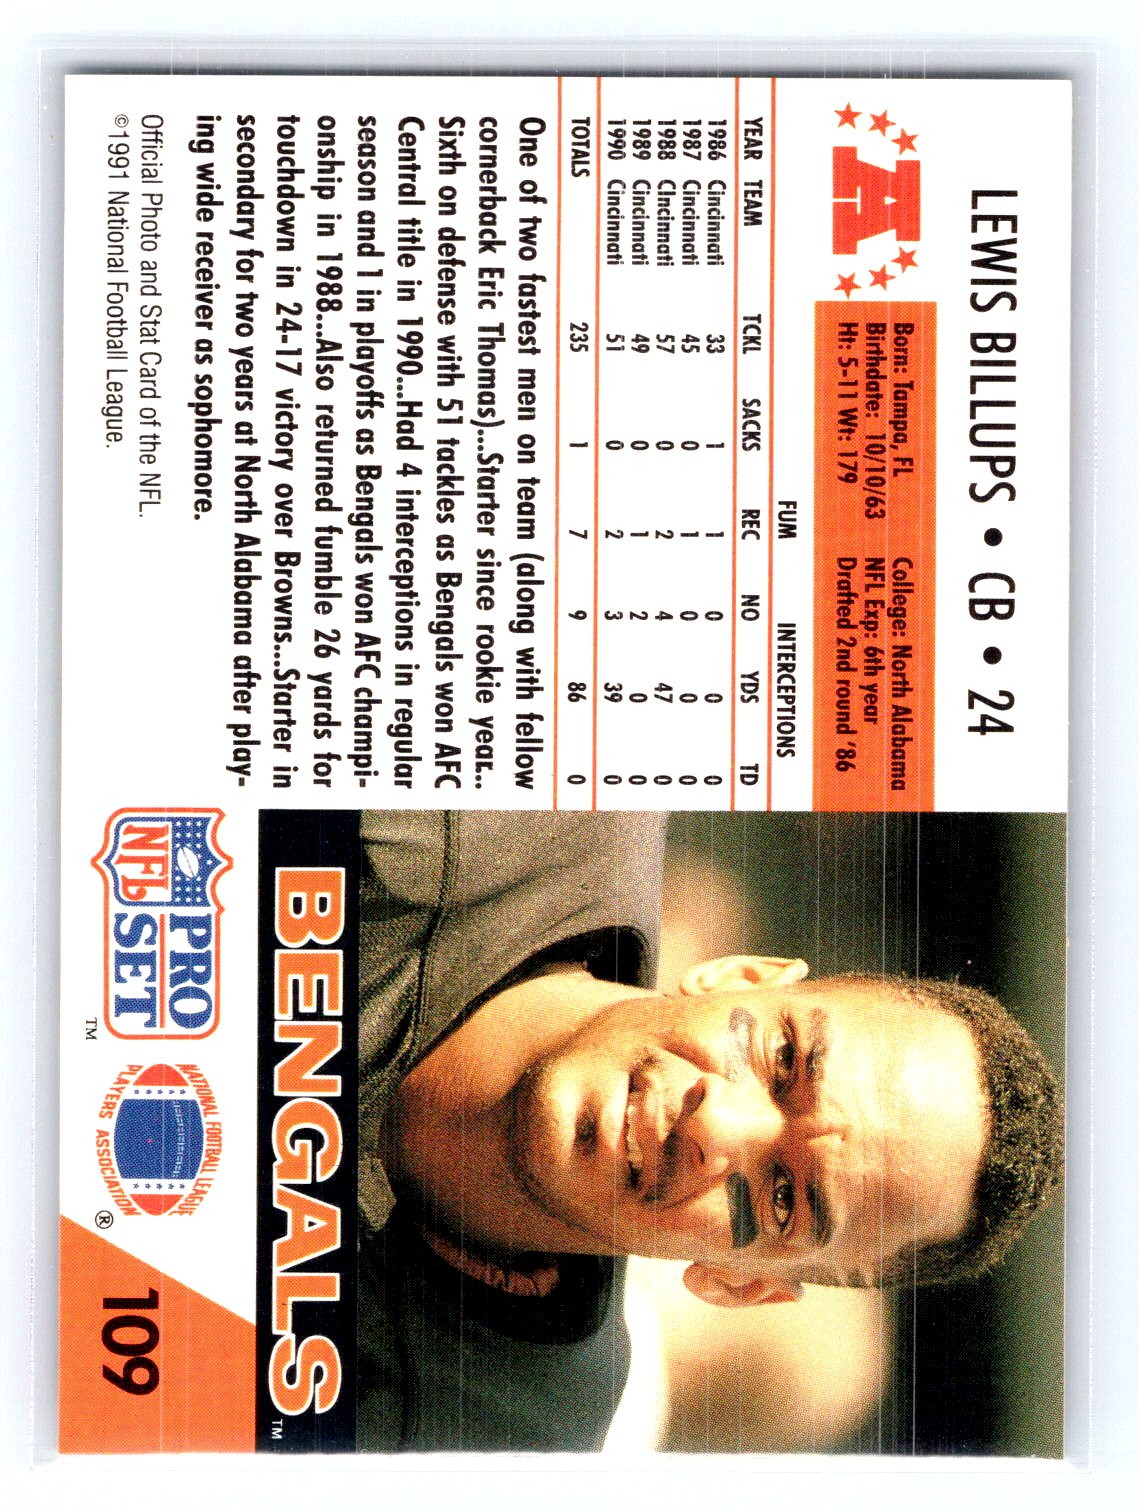 LEWIS BILLUPS • CB • 24
A
Born: Tampa, FL College: North Alabama
Birthdate: 10/10/63 NFL Exp: 6th year
Ht: 5-11 Wt: 179 Drafted 2nd round '86
FUM INTERCEPTIONS
YEAR TEAM TCKL SACKS REC NO YDS TD
1986 Cincinnati 33 1 1 0 0 0
1987 Cincinnati 45 0 1 0 0 0
1988 Cincinnati 57 0 2 4 47 0
1989 Cincinnati 49 0 1 2 0 0
1990 Cincinnati 51 0 2 3 39 0
TOTALS 235 1 7 9 86 0
One of two fastest men on team (along with fellow
cornerback Eric Thomas)...Starter since rookie year...
Sixth on defense with 51 tackles as Bengals won AFC
Central title in 1990...Had 4 interceptions in regular
season and 1 in playoffs as Bengals won AFC champi-
onship in 1988...Also returned fumble 26 yards for
touchdown in 24-17 victory over Browns...Starter in
secondary for two years at North Alabama after play-
ing wide receiver as sophomore.
Official Photo and Stat Card of the NFL.
©1991 National Football League.
BENGALS™
PRO
NFL SET
™
NATIONAL FOOTBALL LEAGUE
PLAYERS ASSOCIATION
®
109